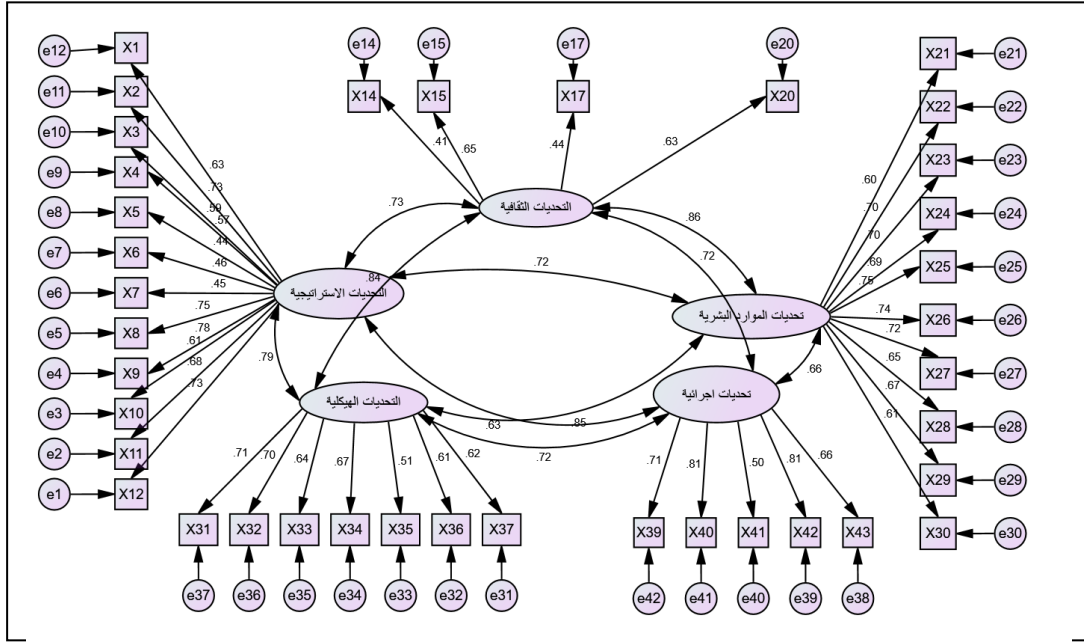 e12 X1
e11 X2
e10 X3
e9 X4
e8 X5
e7 X6
e6 X7
e5 X8
e4 X9
e3 X10
e2 X11
e1 X12
e14 e15 e17 e20
X14 X15 X17 X20
X21 e21
X22 e22
X23 e23
X24 e24
X25 e25
X26 e26
X27 e27
X28 e28
X29 e29
X30 e30
.63
.73
.59
.57
.44
.46
.45
.75
.78
.61
.68
.73
.41 .65 .44 .63
.60
.70
.70
.69
.75
.74
.72
.65
.67
.61
التحديات الثقافية
.73 .86
.84 .72 .72
التحديات الاستراتيجية
تحديات الموارد البشرية
.79 .66
التحديات الهيكلية
تحديات اجرائية
.63 .85
.72
.71 .70 .64 .67 .51 .61 .62
.71 .81 .50 .81 .66
X31 X32 X33 X34 X35 X36 X37
X39 X40 X41 X42 X43
e37 e36 e35 e34 e33 e32 e31
e42 e41 e40 e39 e38